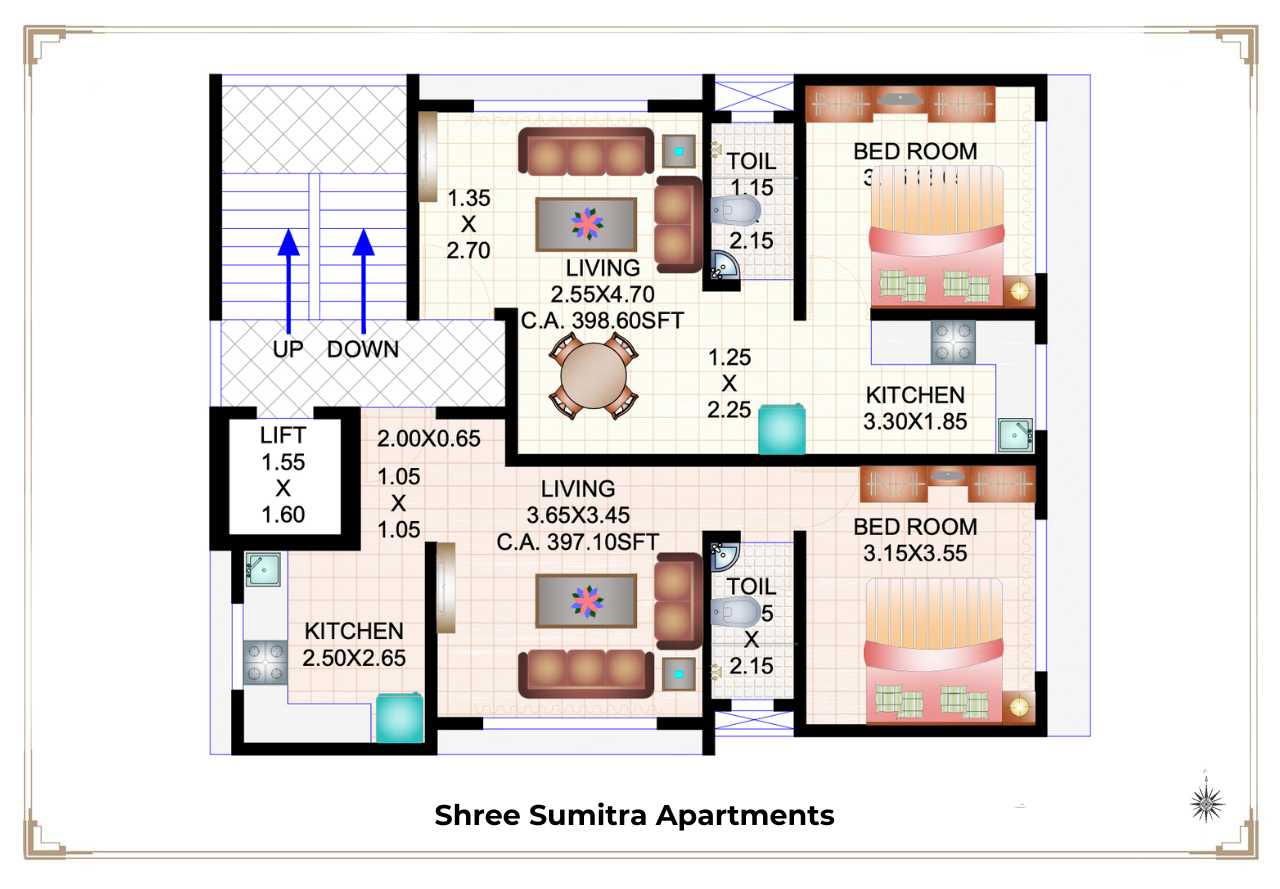 TOIL
1.15
2.15
BED ROOM
1.35
X
2.70
LIVING
2.55X4.70
C.A. 398.60SFT
UP DOWN
1.25
X
2.25
KITCHEN
3.30X1.85
LIFT
1.55
X
1.60
2.00X0.65
1.05
X
1.05
LIVING
3.65X3.45
C.A. 397.10SFT
BED ROOM
3.15X3.55
TOIL
5
X
2.15
KITCHEN
2.50X2.65
Shree Sumitra Apartments